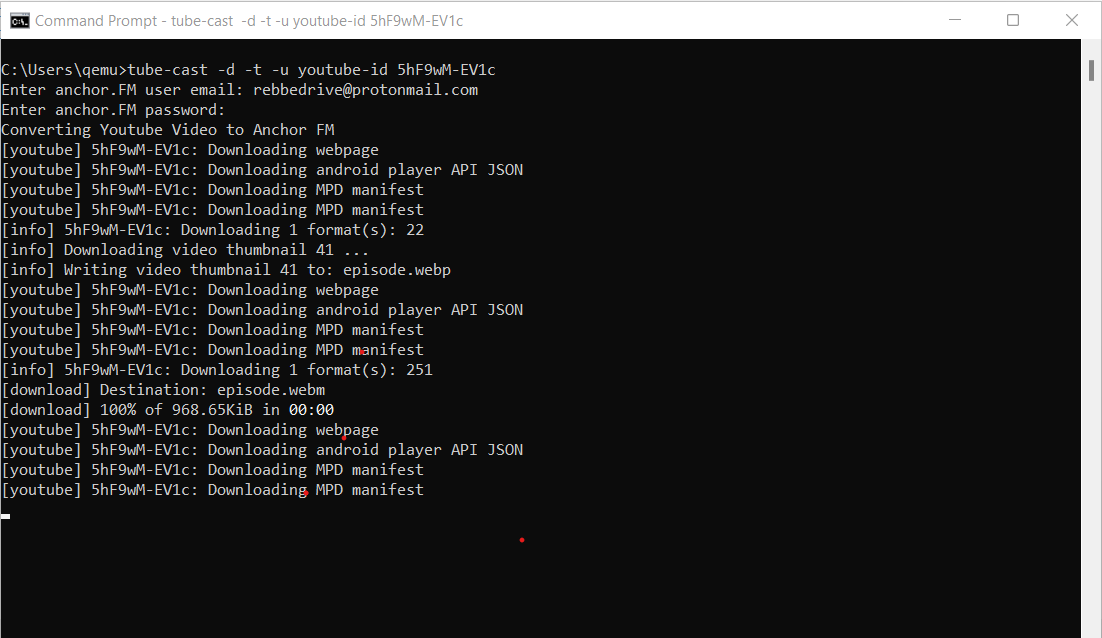 Command Prompt - tube-cast  -d -t -u youtube-id 5hF9wM-EV1c
C:\Users\qemu>tube-cast -d -t -u youtube-id 5hF9wM-EV1c
Enter anchor.FM user email: rebbedrive@protonmail.com
Enter anchor.FM password:
Converting Youtube Video to Anchor FM
[youtube] 5hF9wM-EV1c: Downloading webpage
[youtube] 5hF9wM-EV1c: Downloading android player API JSON
[youtube] 5hF9wM-EV1c: Downloading MPD manifest
[youtube] 5hF9wM-EV1c: Downloading MPD manifest
[info] 5hF9wM-EV1c: Downloading 1 format(s): 22
[info] Downloading video thumbnail 41 ...
[info] Writing video thumbnail 41 to: episode.webp
[youtube] 5hF9wM-EV1c: Downloading webpage
[youtube] 5hF9wM-EV1c: Downloading android player API JSON
[youtube] 5hF9wM-EV1c: Downloading MPD manifest
[youtube] 5hF9wM-EV1c: Downloading MPD manifest
[info] 5hF9wM-EV1c: Downloading 1 format(s): 251
[download] Destination: episode.webm
[download] 100% of 968.65KiB in 00:00
[youtube] 5hF9wM-EV1c: Downloading webpage
[youtube] 5hF9wM-EV1c: Downloading android player API JSON
[youtube] 5hF9wM-EV1c: Downloading MPD manifest
[youtube] 5hF9wM-EV1c: Downloading MPD manifest